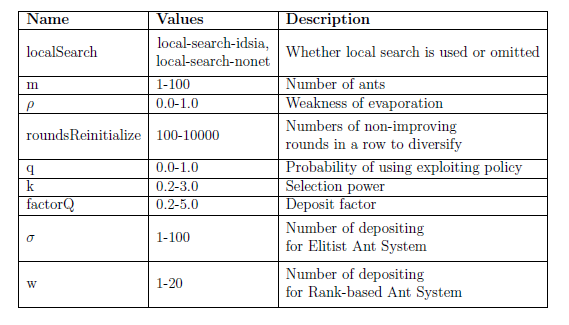 Name Values Description
localSearch local-search-idsia, local-search-nonet Whether local search is used or omitted
m 1-100 Number of ants
ρ 0.0-1.0 Weakness of evaporation
roundsReinitialize 100-10000 Numbers of non-improving
rounds in a row to diversify
q 0.0-1.0 Probability of using exploiting policy
k 0.2-3.0 Selection power
factorQ 0.2-5.0 Deposit factor
σ 1-100 Number of depositing
for Elitist Ant System
w 1-20 Number of depositing
for Rank-based Ant System